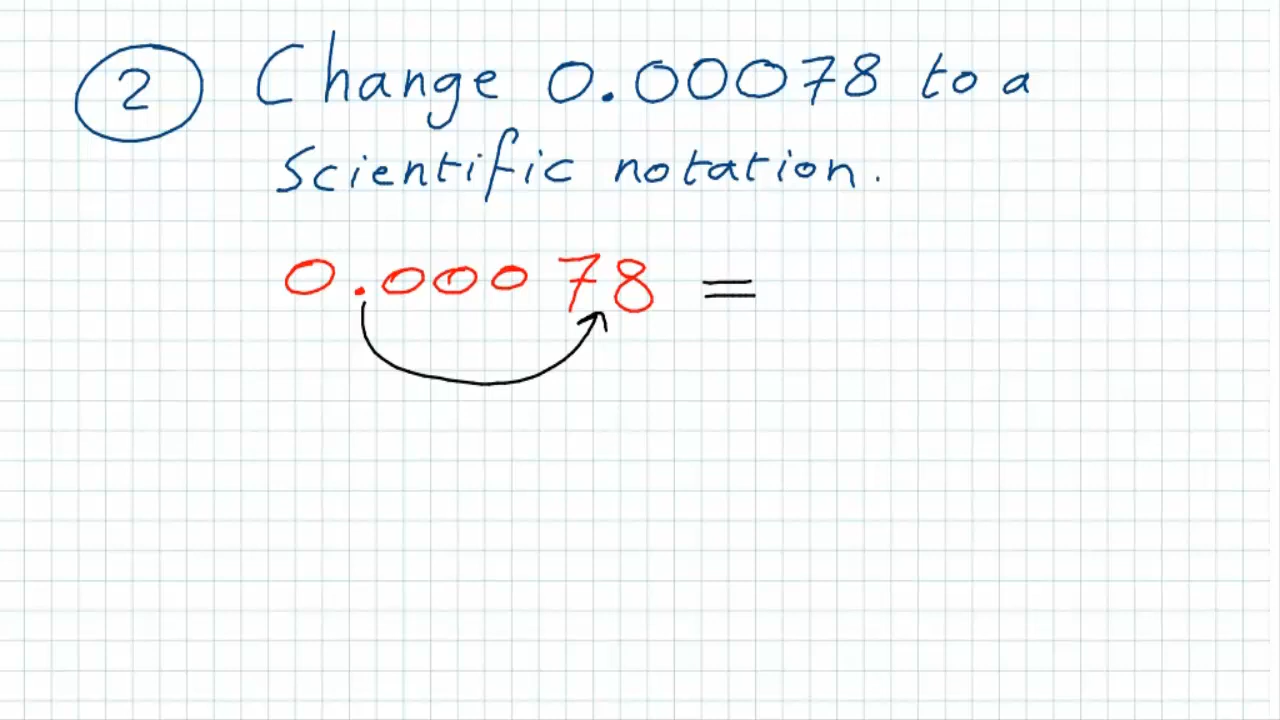 2 Change 0.00078 to a
Scientific notation.
0.00078 =